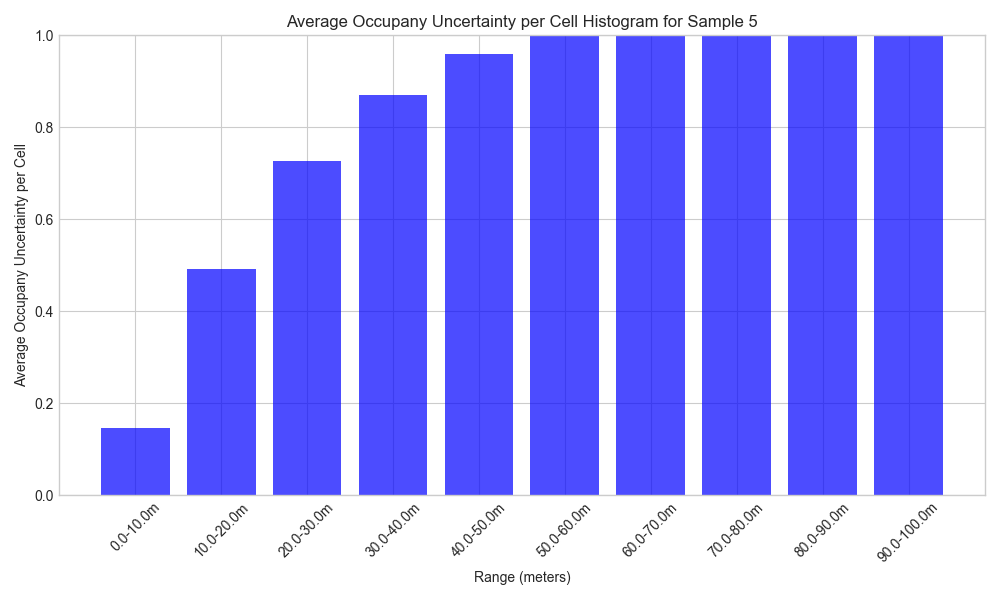 Average Occupany Uncertainty per Cell Histogram for Sample 5
Average Occupany Uncertainty per Cell
1.0
0.8
0.6
0.4
0.2
0.0
0.0-10.0m
10.0-20.0m
20.0-30.0m
30.0-40.0m
40.0-50.0m
50.0-60.0m
60.0-70.0m
70.0-80.0m
80.0-90.0m
90.0-100.0m
Range (meters)